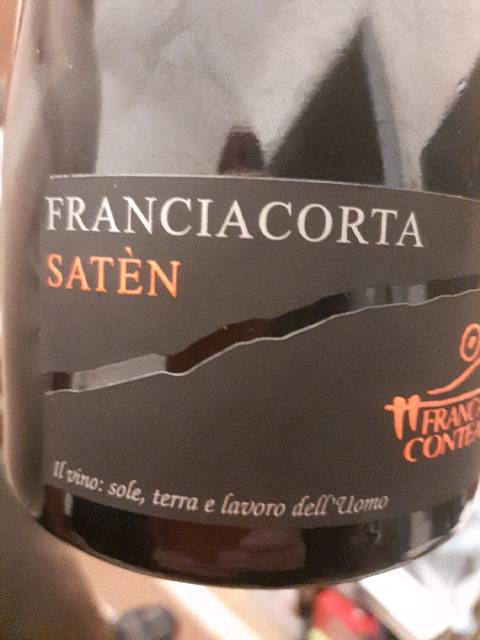 FRANCIACORTA
SATÈN
Il vino: sole, terra e lavoro dell'Uomo